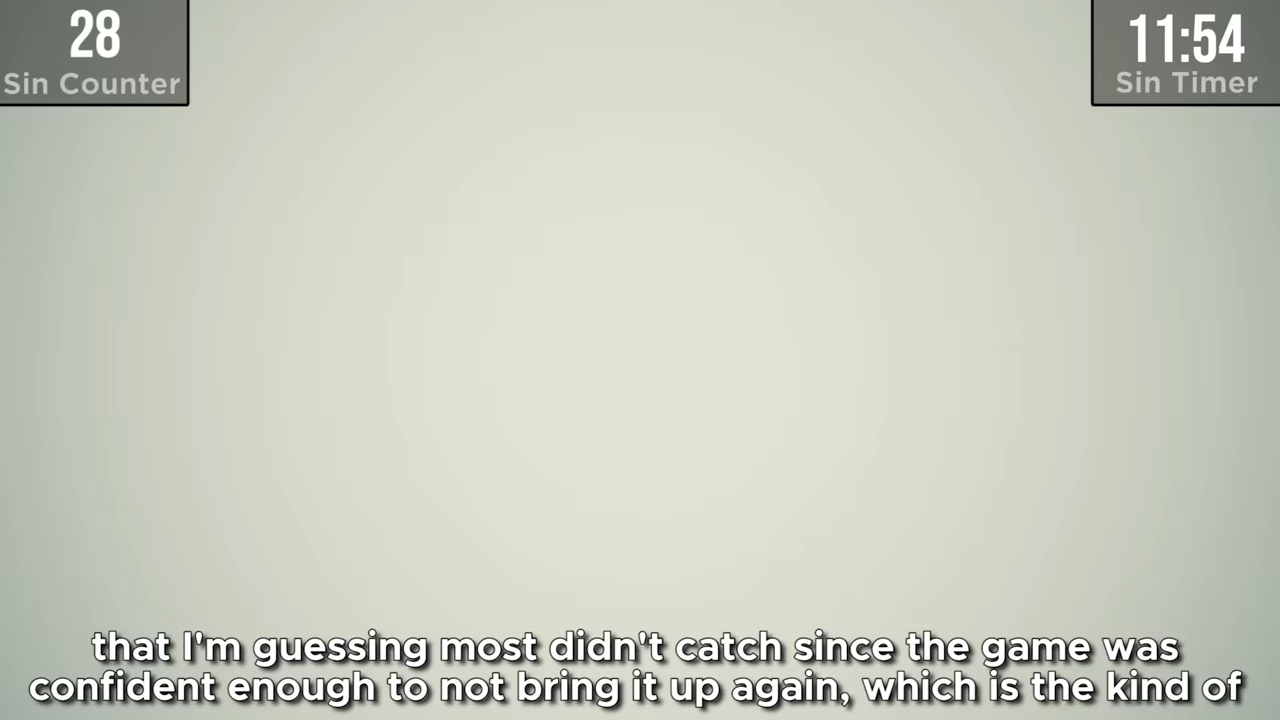 28
Sin Counter
11:54
Sin Timer
that I'm guessing most didn't catch since the game was
confident enough to not bring it up again, which is the kind of